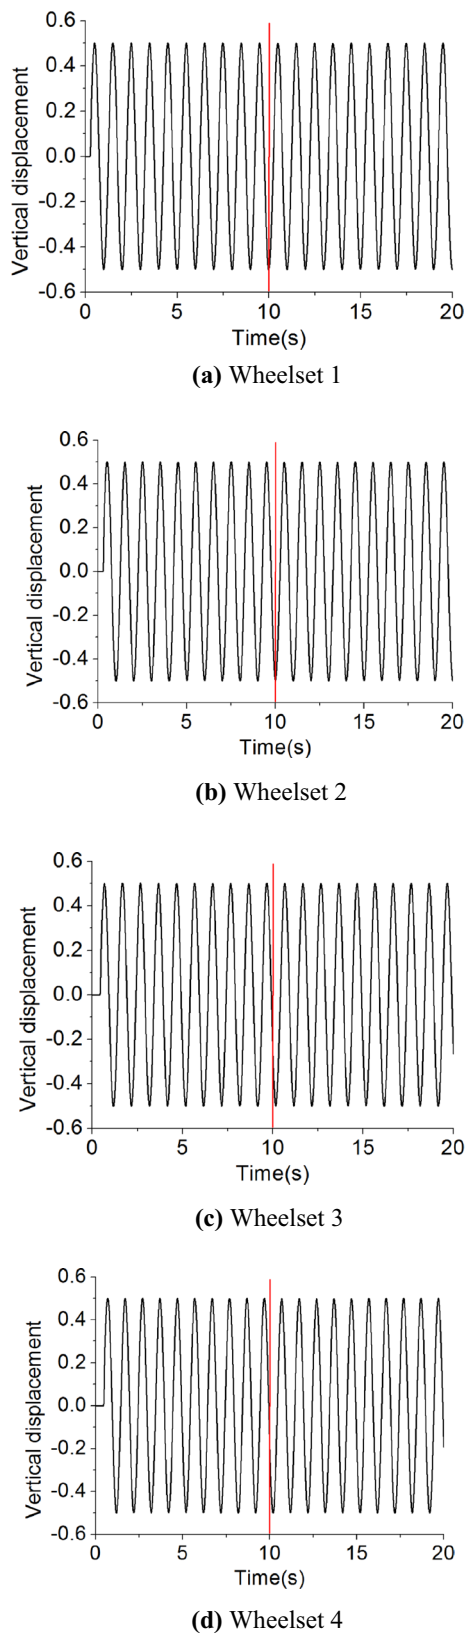 0.6
0.4
0.2
0.0
-0.2
-0.4
-0.6
Vertical displacement
0 5 10 15 20
Time(s)
(a) Wheelset 1
0.6
0.4
0.2
0.0
-0.2
-0.4
-0.6
Vertical displacement
0 5 10 15 20
Time(s)
(b) Wheelset 2
0.6
0.4
0.2
0.0
-0.2
-0.4
-0.6
Vertical displacement
0 5 10 15 20
Time(s)
(c) Wheelset 3
0.6
0.4
0.2
0.0
-0.2
-0.4
-0.6
Vertical displacement
0 5 10 15 20
Time(s)
(d) Wheelset 4